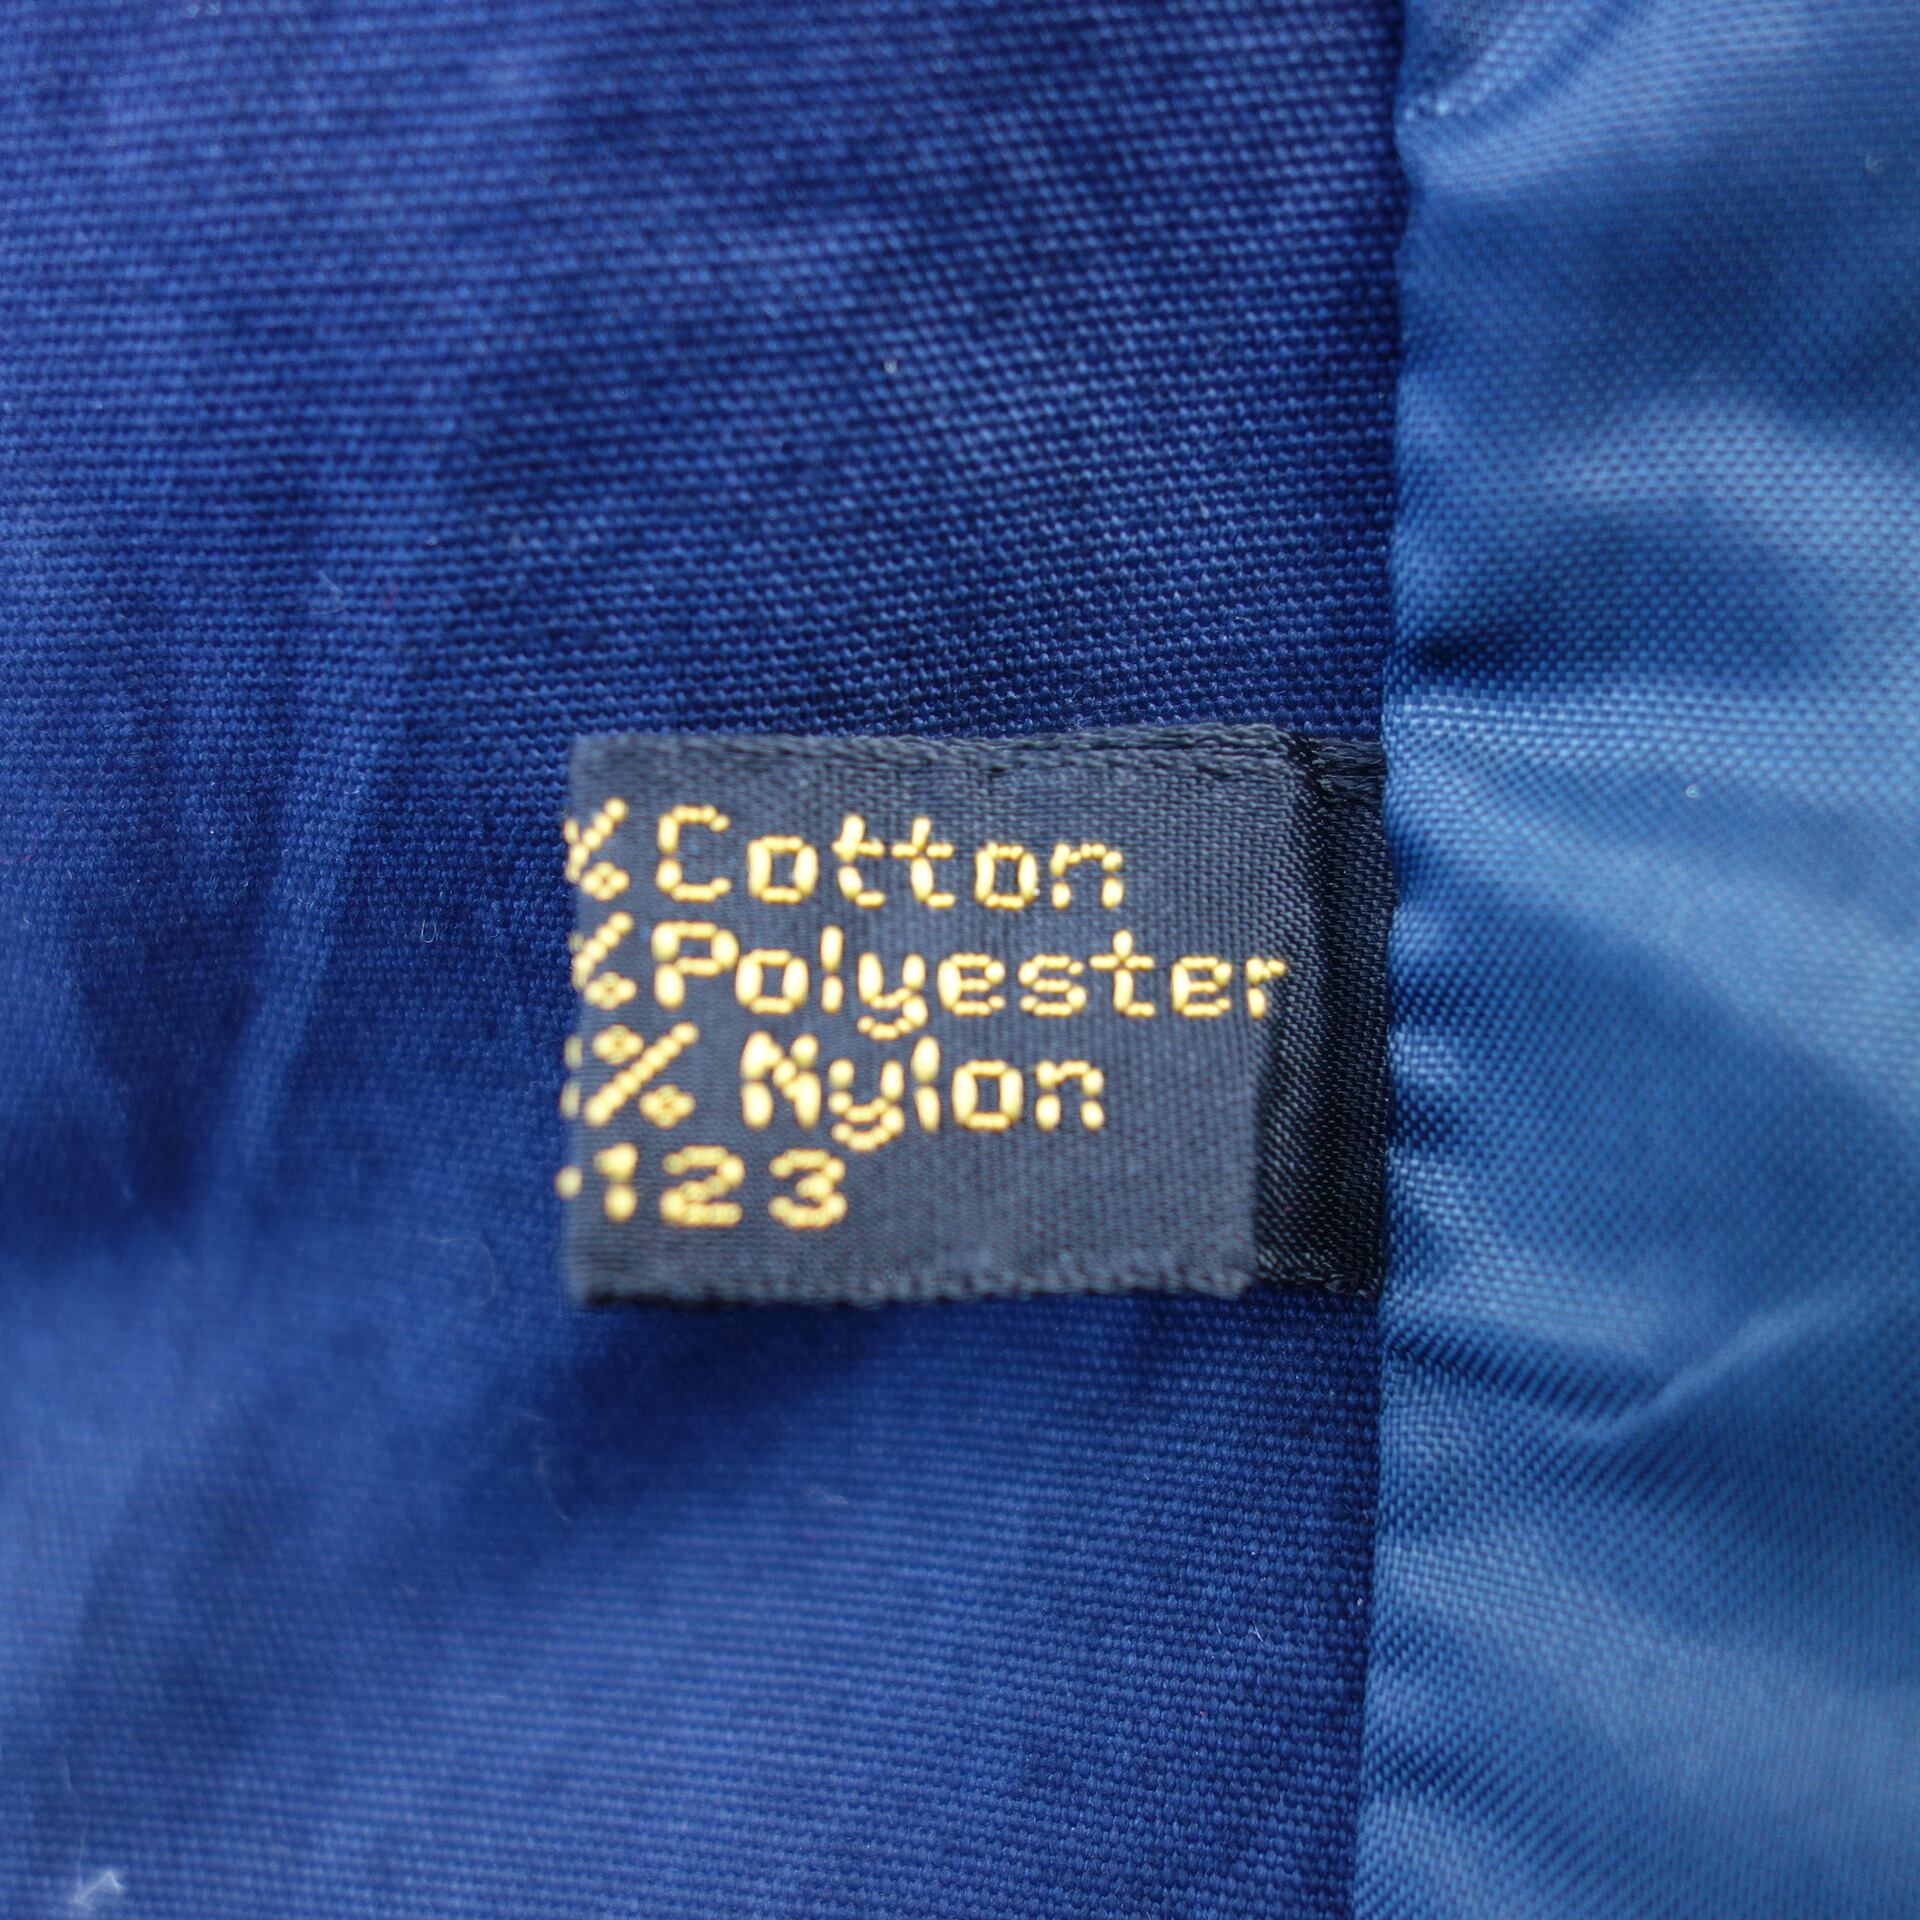 % Cotton
% Polyester
% Nylon
123